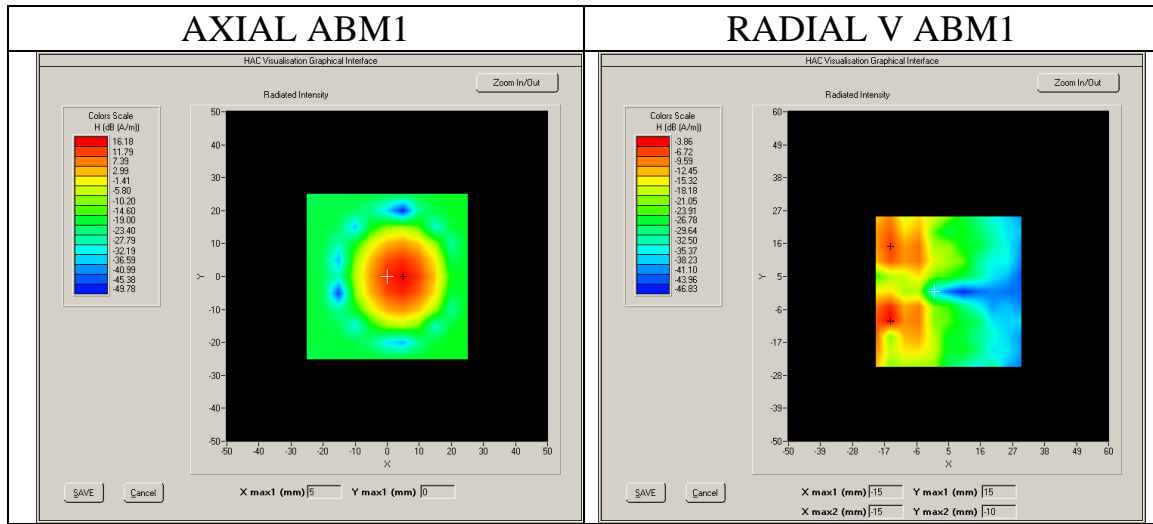 AXIAL ABM1
HAC Visualisation Graphical Interface
Zoom In/Out
Radiated Intensity
Colors Scale
H (dB (A/m))
16.18
11.79
7.39
2.99
-1.41
-5.80
-10.20
-14.60
-19.00
-23.40
-27.79
-32.19
-36.59
-40.99
-45.38
-49.78
50
40
30
20
10
Y 0
-10
-20
-30
-40
-50
-50 -40 -30 -20 -10 0 10 20 30 40 50
X
SAVE Cancel X max1 (mm) 5 Y max1 (mm) 0
RADIAL V ABM1
HAC Visualisation Graphical Interface
Zoom In/Out
Radiated Intensity
Colors Scale
H (dB (A/m))
-3.86
-6.72
-9.59
-12.45
-15.32
-18.18
-21.05
-23.91
-26.78
-29.64
-32.50
-35.37
-38.23
-41.10
-43.96
-46.83
60
49
38
27
16
Y 5
-6
-17
-28
-39
-50
-50 -39 -28 -17 -6 5 16 27 38 49 60
X
SAVE Cancel X max1 (mm) -15 Y max1 (mm) 15
X max2 (mm) -15 Y max2 (mm) -10